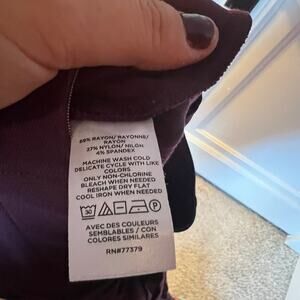 69% RAYON/RAYONNE/
RAYÓN
27% NYLON/NILÓN
4% SPANDEX
MACHINE WASH COLD
DELICATE CYCLE WITH LIKE
COLORS
ONLY NON-CHLORINE
BLEACH WHEN NEEDED
RESHAPE DRY FLAT
COOL IRON WHEN NEEDED
30 P
AVEC DES COULEURS
SEMBLABLES / CON
COLORES SIMILARES
RN#77379